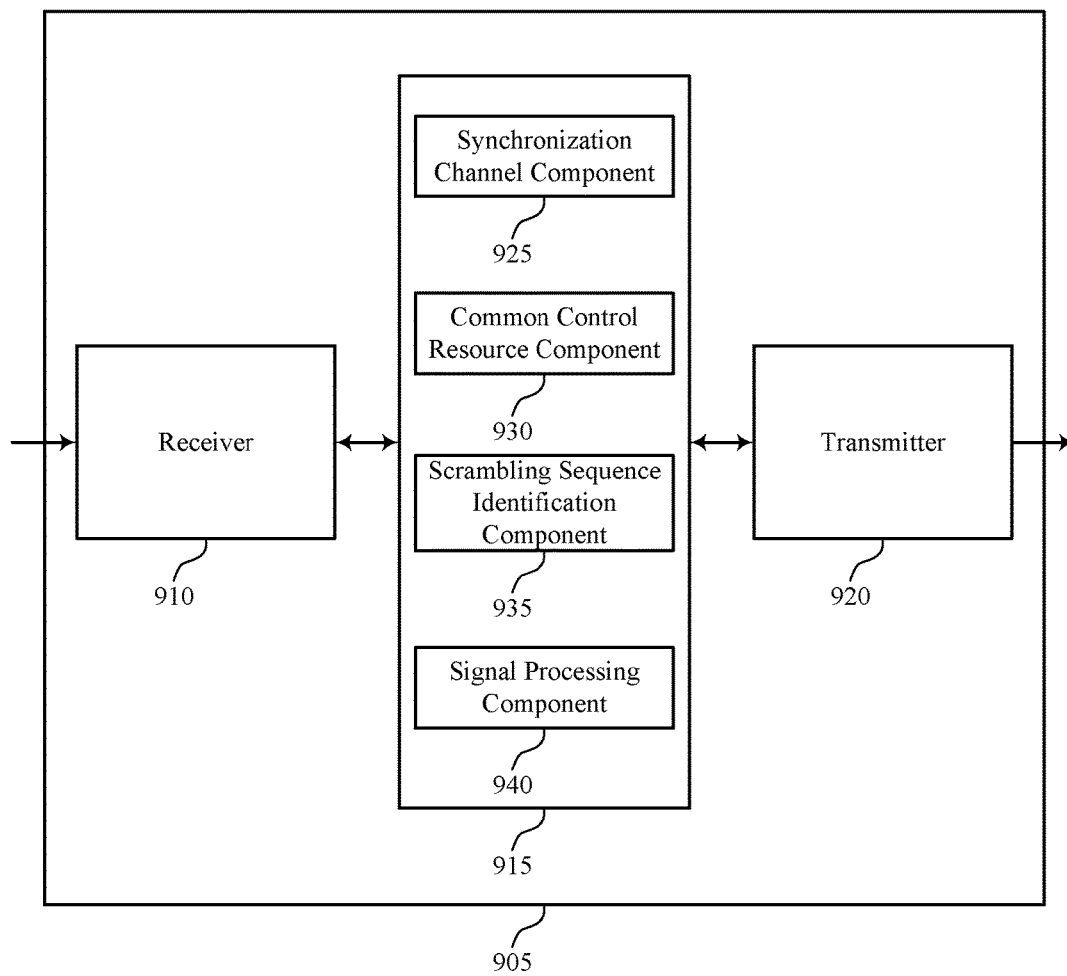 Synchronization
Channel Component
925
Common Control
Resource Component
930
Receiver
910
Scrambling Sequence
Identification
Component
935
Transmitter
920
Signal Processing
Component
940
915
905